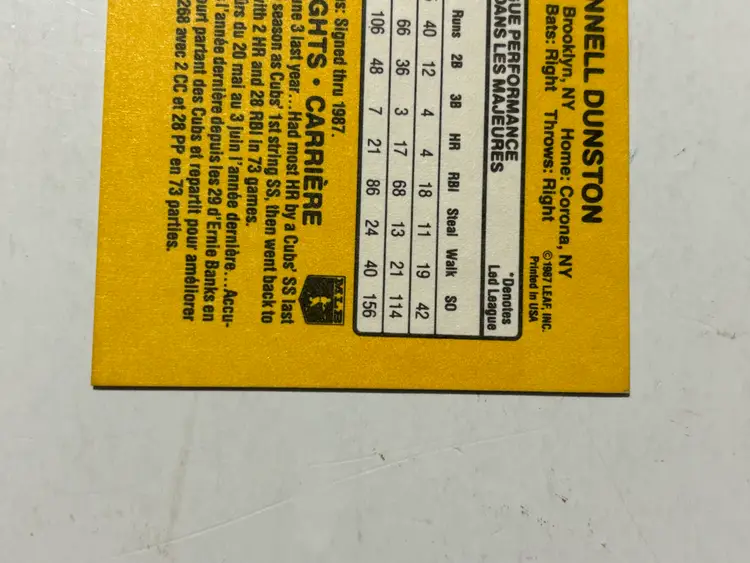 NNELL DUNSTON
Brooklyn, NY Home: Corona, NY
Bats: Right Throws: Right
©1987 LEAF, INC.
Printed in USA
GUE PERFORMANCE
DANS LES MAJEURES
*Denotes
Led League
Runs 2B 3B HR RBI Steal Walk SO
40 12 4 4 18 11 19 42
66 36 3 17 68 13 21 114
106 48 7 21 86 24 40 156
s: Signed thru 1987.
GHTS • CARRIÈRE
MLB
une 3 last year...Had most HR by a Cubs' SS last
season as Cubs' 1st string SS, then went back to
with 2 HR and 28 RBI in 73 games.
urs du 20 mai au 3 juin l'année dernière...Accu-
l'année dernière depuis les 29 d'Ernie Banks en
ourt partant des Cubs et repartit pour améliorer
268 avec 2 CC et 28 PP en 73 parties.